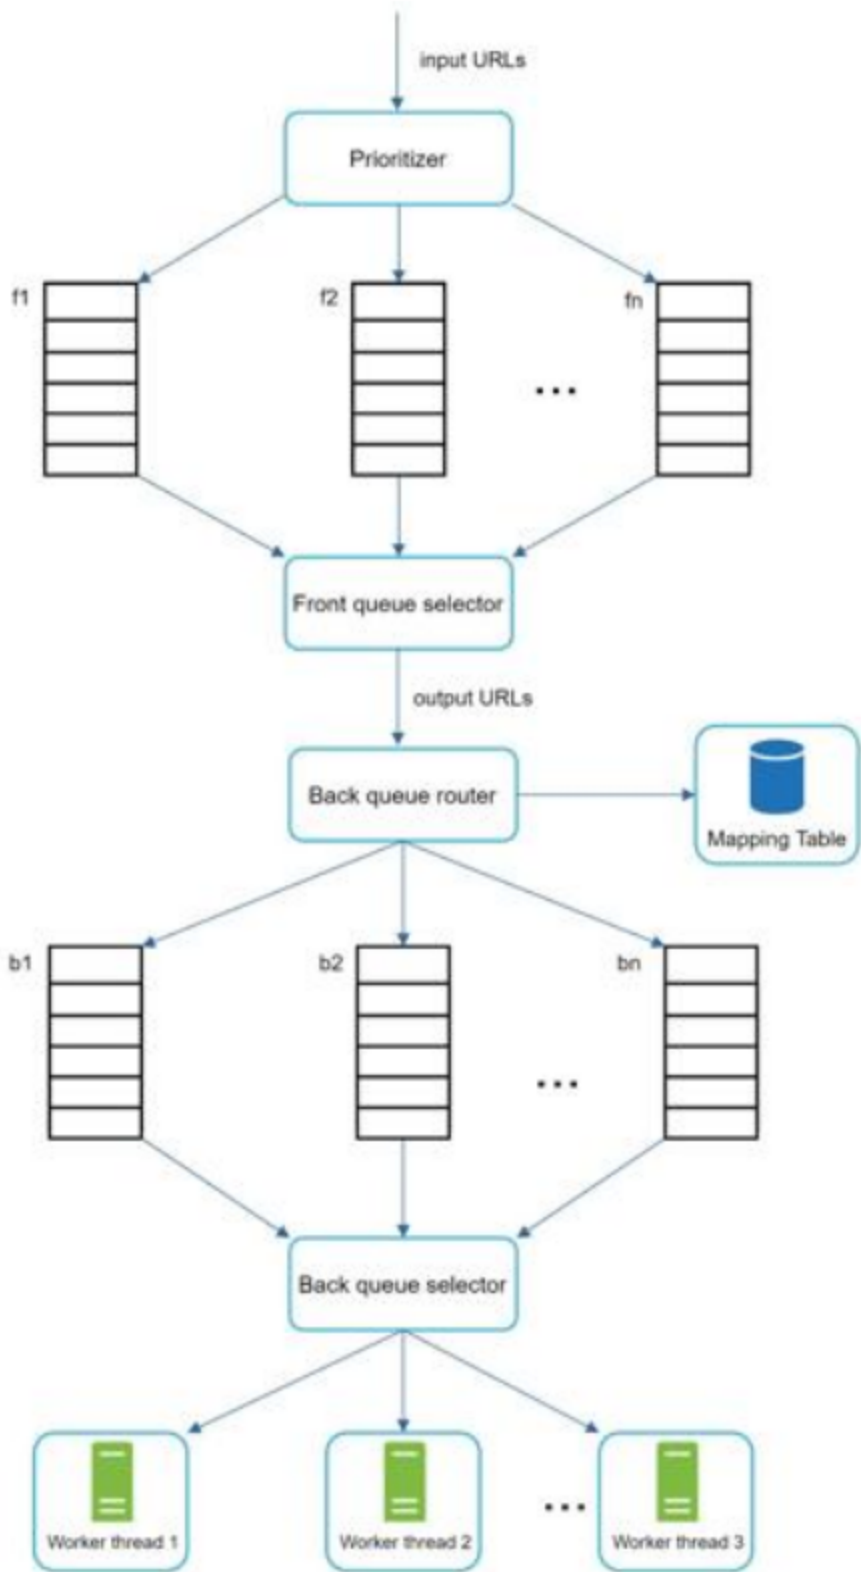 input URLs
Prioritizer
f1
f2
fn
...
Front queue selector
output URLs
Back queue router
Mapping Table
b1
b2
bn
...
Back queue selector
...
Worker thread 1
Worker thread 2
Worker thread 3